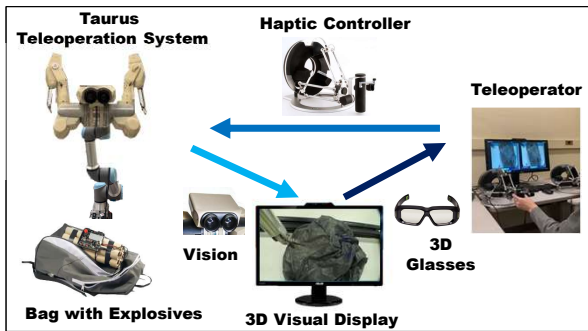 Taurus
Teleoperation System
Haptic Controller
Teleoperator
Vision
3D
Glasses
Bag with Explosives
3D Visual Display